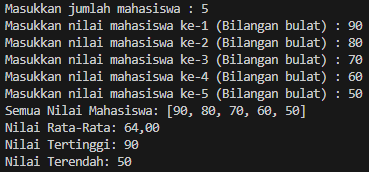 Masukkan jumlah mahasiswa : 5
Masukkan nilai mahasiswa ke-1 (Bilangan bulat) : 90
Masukkan nilai mahasiswa ke-2 (Bilangan bulat) : 80
Masukkan nilai mahasiswa ke-3 (Bilangan bulat) : 70
Masukkan nilai mahasiswa ke-4 (Bilangan bulat) : 60
Masukkan nilai mahasiswa ke-5 (Bilangan bulat) : 50
Semua Nilai Mahasiswa: [90, 80, 70, 60, 50]
Nilai Rata-Rata: 64,00
Nilai Tertinggi: 90
Nilai Terendah: 50